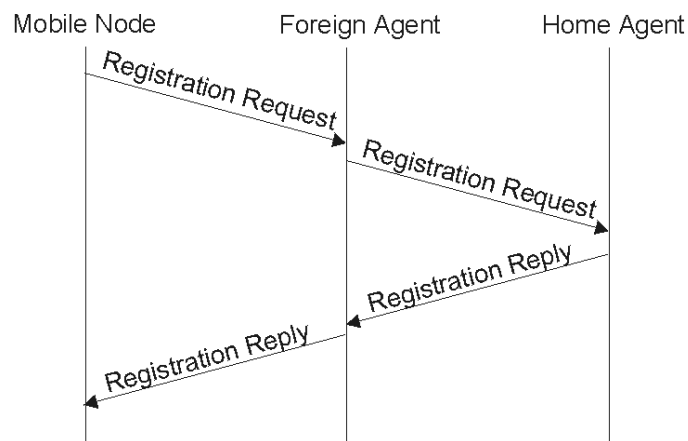 Mobile Node
Foreign Agent
Home Agent
Registration Request
Registration Request
Registration Reply
Registration Reply